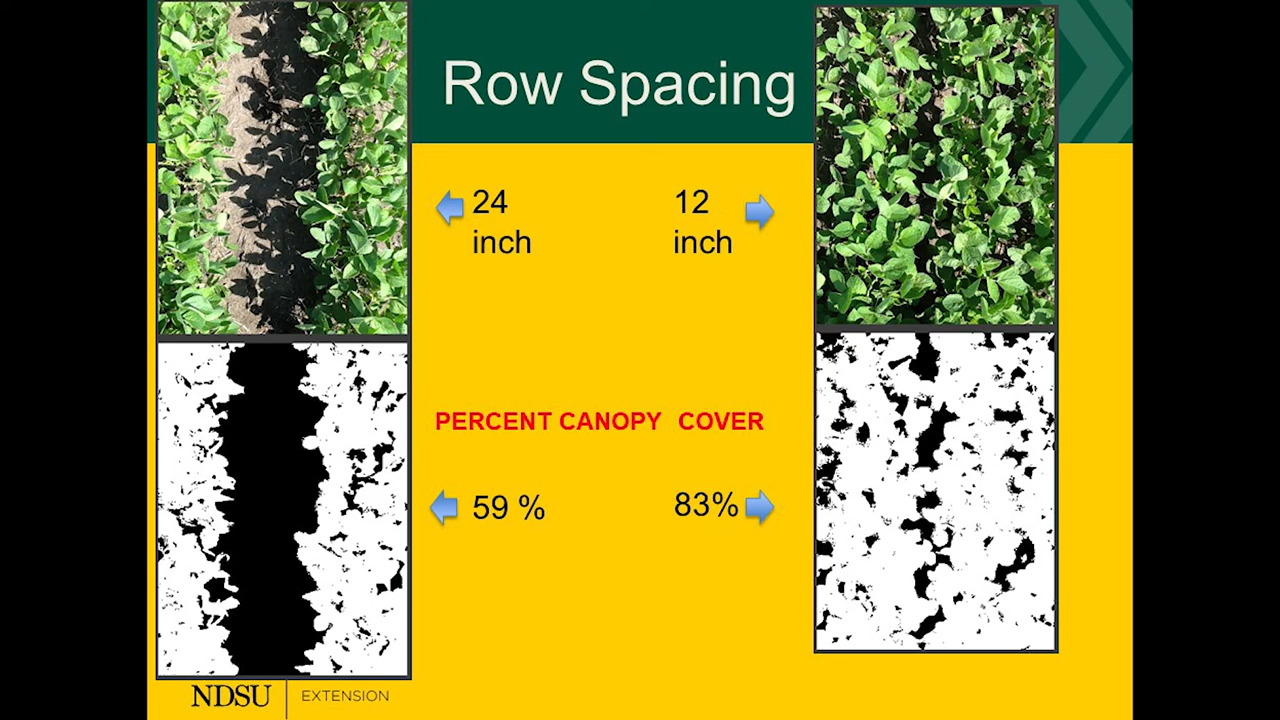 Row Spacing
24
inch
12
inch
PERCENT CANOPY COVER
59 %
83%
NDSU EXTENSION